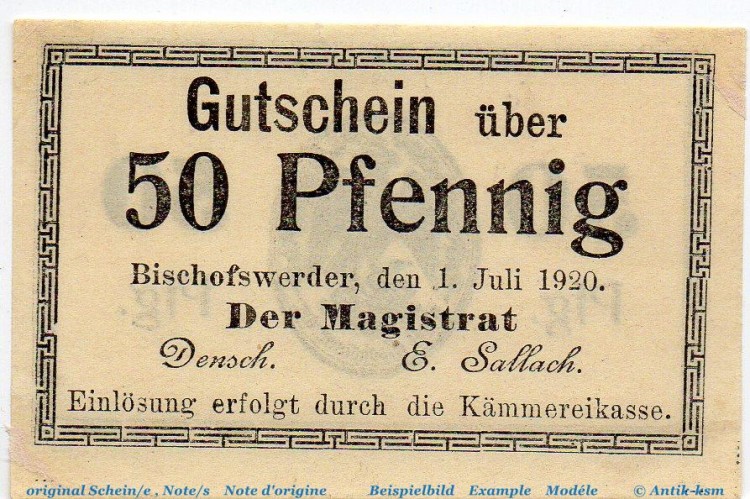 Gutschein über
50 Pfennig
Bischofswerder, den 1. Juli 1920.
Der Magistrat
Densch. E. Sallach.
Einlösung erfolgt durch die Kämmereikasse.
original Schein/e , Note/s Note d'origine Beispielbild Example Modéle © Antik-ksm